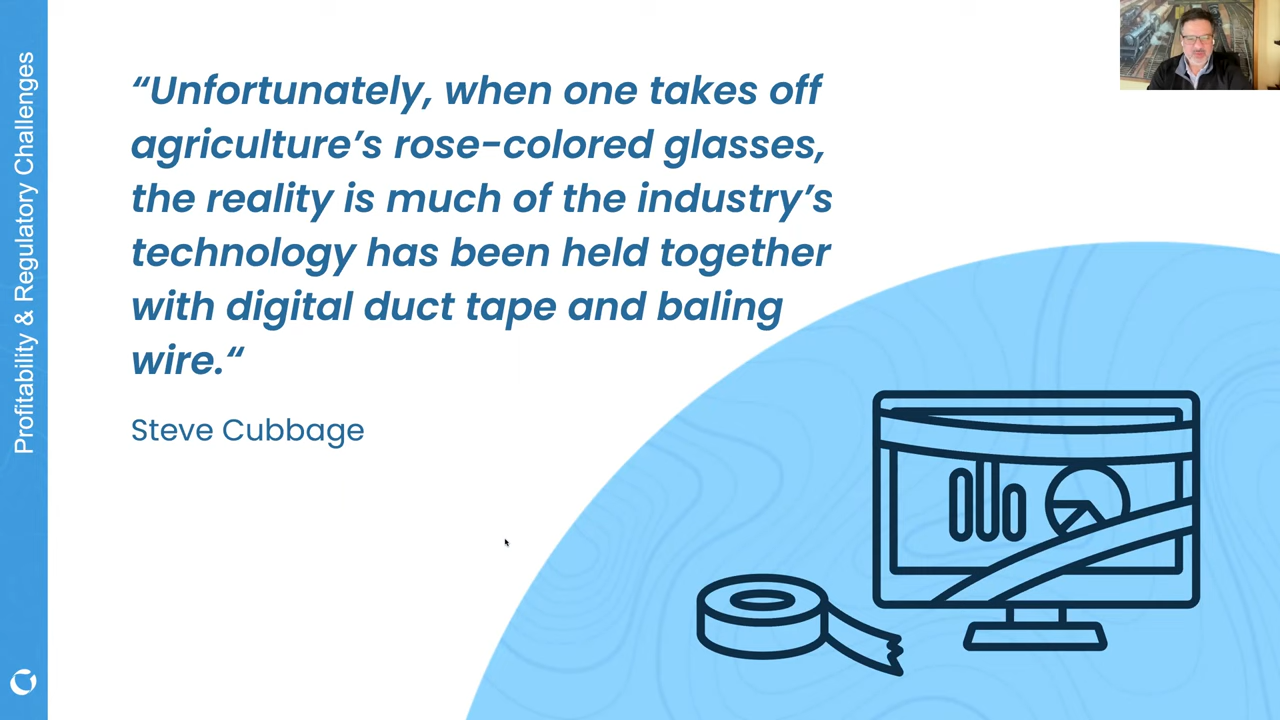 Profitability & Regulatory Challenges
“Unfortunately, when one takes off
agriculture’s rose-colored glasses,
the reality is much of the industry’s
technology has been held together
with digital duct tape and baling
wire.“
Steve Cubbage